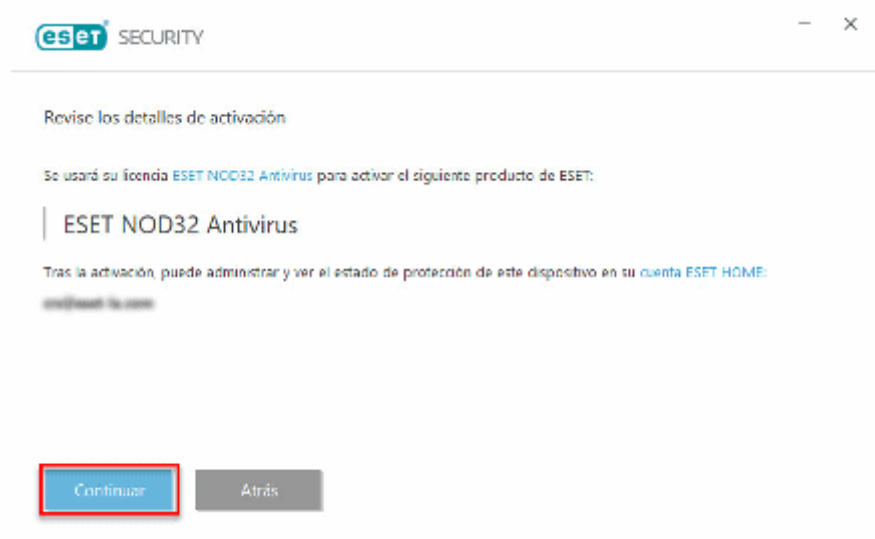 eseT SECURITY
Revise los detalles de activación
Se usará su licencia ESET NOD32 Antivirus para activar el siguiente producto de ESET:
ESET NOD32 Antivirus
Tras la activación, puede administrar y ver el estado de protección de este dispositivo en su cuenta ESET HOME:
Continuar
Atrás